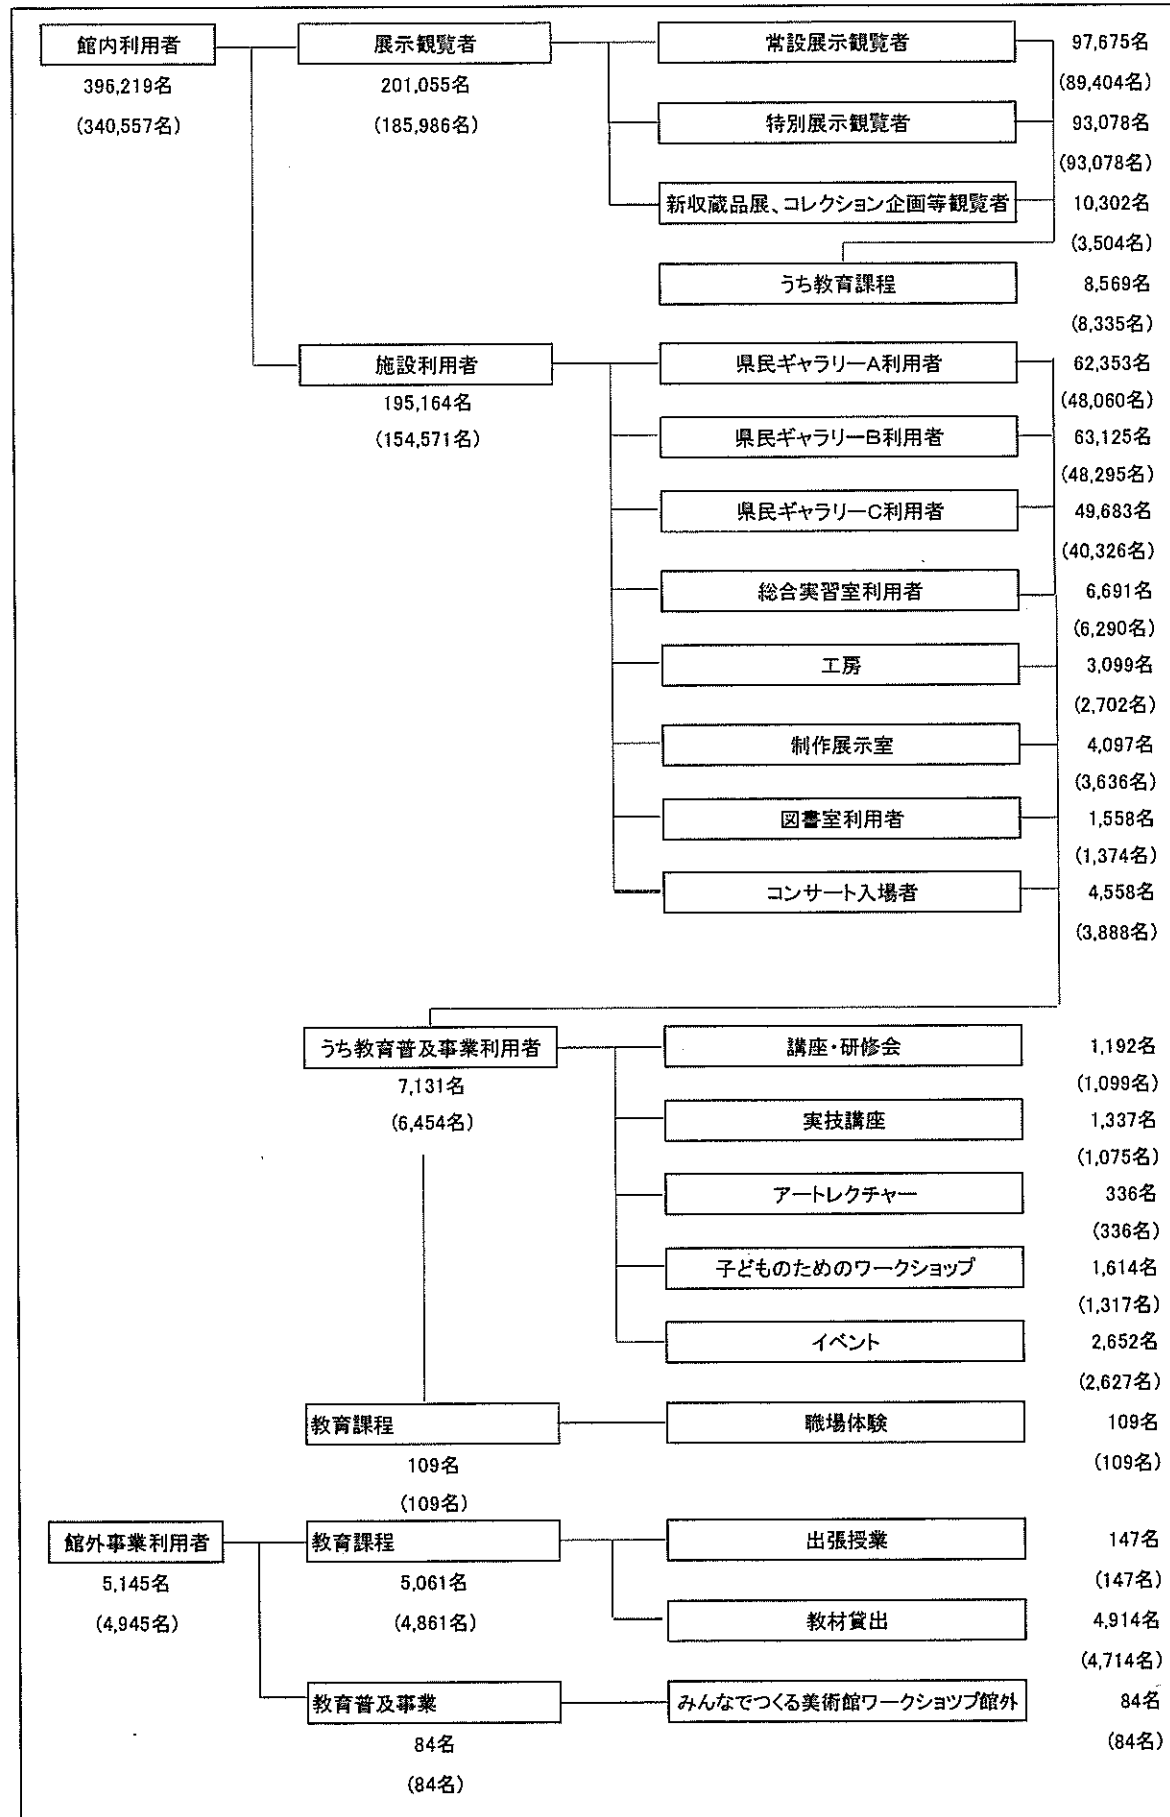 館内利用者 展示観覧者 常設展示観覧者 97,675名
396,219名 201,055名 (89,404名)
(340,557名) (185,986名) 特別展示観覧者 93,078名
(93,078名)
新収蔵品展、コレクション企画等観覧者 10,302名
(3,504名)
うち教育課程 8,569名
(8,335名)
施設利用者 県民ギャラリーA利用者 62,353名
195,164名 (48,060名)
(154,571名) 県民ギャラリーB利用者 63,125名
(48,295名)
県民ギャラリーC利用者 49,683名
(40,326名)
総合実習室利用者 6,691名
(6,290名)
工房 3,099名
(2,702名)
制作展示室 4,097名
(3,636名)
図書室利用者 1,558名
(1,374名)
コンサート入場者 4,558名
(3,888名)
うち教育普及事業利用者 講座・研修会 1,192名
7,131名 (1,099名)
(6,454名) 実技講座 1,337名
(1,075名)
アートレクチャー 336名
(336名)
子どものためのワークショップ 1,614名
(1,317名)
イベント 2,652名
(2,627名)
教育課程 職場体験 109名
109名 (109名)
(109名)
館外事業利用者 教育課程 出張授業 147名
5,145名 5,061名 (147名)
(4,945名) (4,861名) 教材貸出 4,914名
(4,714名)
教育普及事業 みんなでつくる美術館ワークショツプ館外 84名
84名 (84名)
(84名)